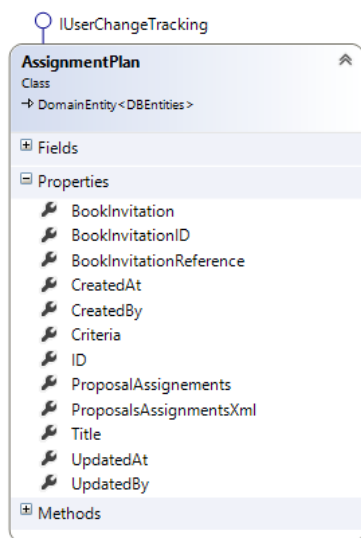 IUserChangeTracking
AssignmentPlan
Class
DomainEntity<DBEntities>
Fields
Properties
BookInvitation
BookInvitationID
BookInvitationReference
CreatedAt
CreatedBy
Criteria
ID
ProposalAssignements
ProposalsAssignmentsXml
Title
UpdatedAt
UpdatedBy
Methods